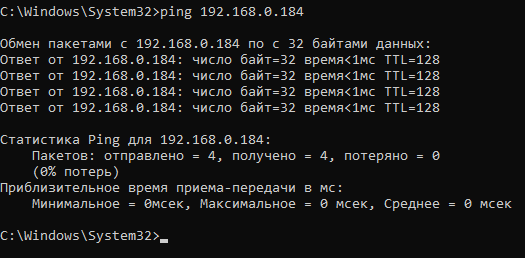 C:\Windows\System32>ping 192.168.0.184
Обмен пакетами с 192.168.0.184 по с 32 байтами данных:
Ответ от 192.168.0.184: число байт=32 время<1мс TTL=128
Ответ от 192.168.0.184: число байт=32 время<1мс TTL=128
Ответ от 192.168.0.184: число байт=32 время<1мс TTL=128
Ответ от 192.168.0.184: число байт=32 время<1мс TTL=128
Статистика Ping для 192.168.0.184:
Пакетов: отправлено = 4, получено = 4, потеряно = 0
(0% потерь)
Приблизительное время приема-передачи в мс:
Минимальное = 0мсек, Максимальное = 0 мсек, Среднее = 0 мсек
C:\Windows\System32>